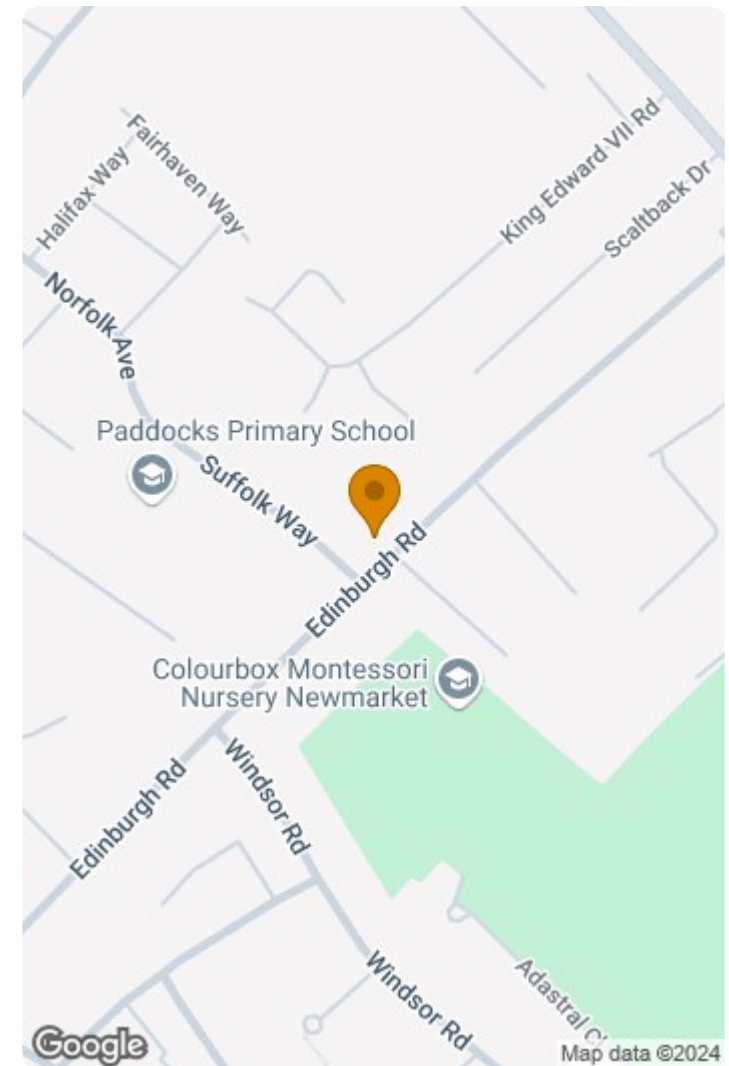 Fairhaven Way
King Edward VII Rd
Halifax Way
Scaltback Dr
Norfolk Ave
Paddocks Primary School
Suffolk Way
Edinburgh Rd
Colourbox Montessori
Nursery Newmarket
Windsor Rd
Edinburgh Rd
Windsor Rd
Adastral Cl
Google
Map data ©2024